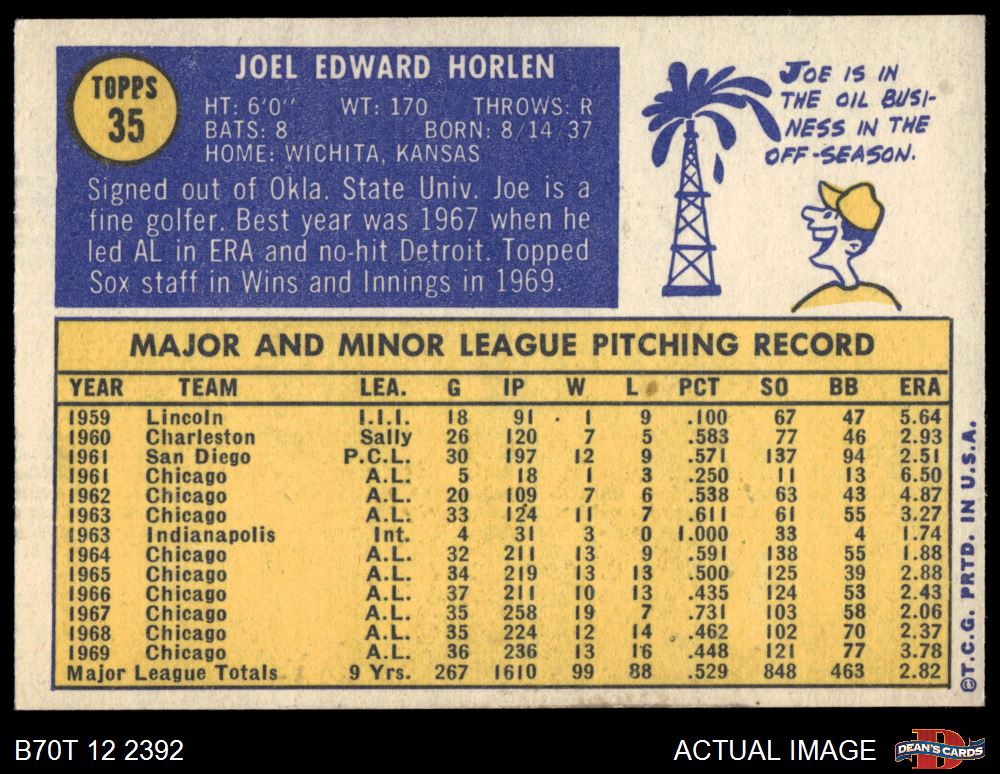 TOPPS
35
JOEL EDWARD HORLEN
HT: 6'0" WT: 170 THROWS: R
BATS: 8 BORN: 8/14/37
HOME: WICHITA, KANSAS
Signed out of Okla. State Univ. Joe is a
fine golfer. Best year was 1967 when he
led AL in ERA and no-hit Detroit. Topped
Sox staff in Wins and Innings in 1969.
JOE IS IN
THE OIL BUSI-
NESS IN THE
OFF-SEASON.
MAJOR AND MINOR LEAGUE PITCHING RECORD
YEAR TEAM LEA. G IP W L PCT SO BB ERA
1959 Lincoln I.I.I. 18 91 1 9 .100 67 47 5.64
1960 Charleston Sally 26 120 7 5 .583 77 46 2.93
1961 San Diego P.C.L. 30 197 12 9 .571 137 94 2.51
1961 Chicago A.L. 5 18 1 3 .250 11 13 6.50
1962 Chicago A.L. 20 109 7 6 .538 63 43 4.87
1963 Chicago A.L. 33 124 11 7 .611 61 55 3.27
1963 Indianapolis Int. 4 31 3 0 1.000 33 4 1.74
1964 Chicago A.L. 32 211 13 9 .591 138 55 1.88
1965 Chicago A.L. 34 219 13 13 .500 125 39 2.88
1966 Chicago A.L. 37 211 10 13 .435 124 53 2.43
1967 Chicago A.L. 35 258 19 7 .731 103 58 2.06
1968 Chicago A.L. 35 224 12 14 .462 102 70 2.37
1969 Chicago A.L. 36 236 13 16 .448 121 77 3.78
Major League Totals 9 Yrs. 267 1610 99 88 .529 848 463 2.82
©T.C.G. PRTD. IN U.S.A.
B70T 12 2392
ACTUAL IMAGE
D
DEAN'S CARDS